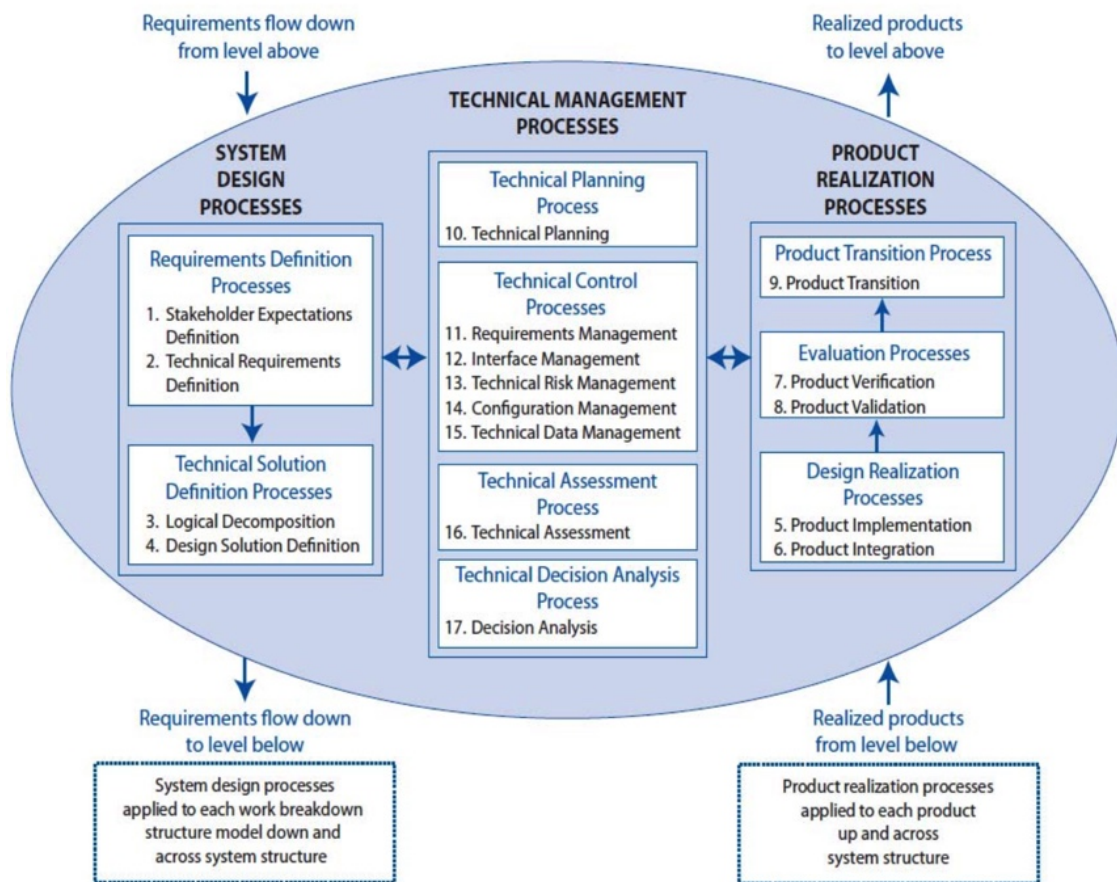 Requirements flow down
from level above
Realized products
to level above
TECHNICAL MANAGEMENT
PROCESSES
SYSTEM
DESIGN
PROCESSES
Requirements Definition
Processes
1. Stakeholder Expectations
Definition
2. Technical Requirements
Definition
Technical Solution
Definition Processes
3. Logical Decomposition
4. Design Solution Definition
Technical Planning
Process
10. Technical Planning
Technical Control
Processes
11. Requirements Management
12. Interface Management
13. Technical Risk Management
14. Configuration Management
15. Technical Data Management
Technical Assessment
Process
16. Technical Assessment
Technical Decision Analysis
Process
17. Decision Analysis
PRODUCT
REALIZATION
PROCESSES
Product Transition Process
9. Product Transition
Evaluation Processes
7. Product Verification
8. Product Validation
Design Realization
Processes
5. Product Implementation
6. Product Integration
Requirements flow down
to level below
System design processes
applied to each work breakdown
structure model down and
across system structure
Realized products
from level below
Product realization processes
applied to each product
up and across
system structure